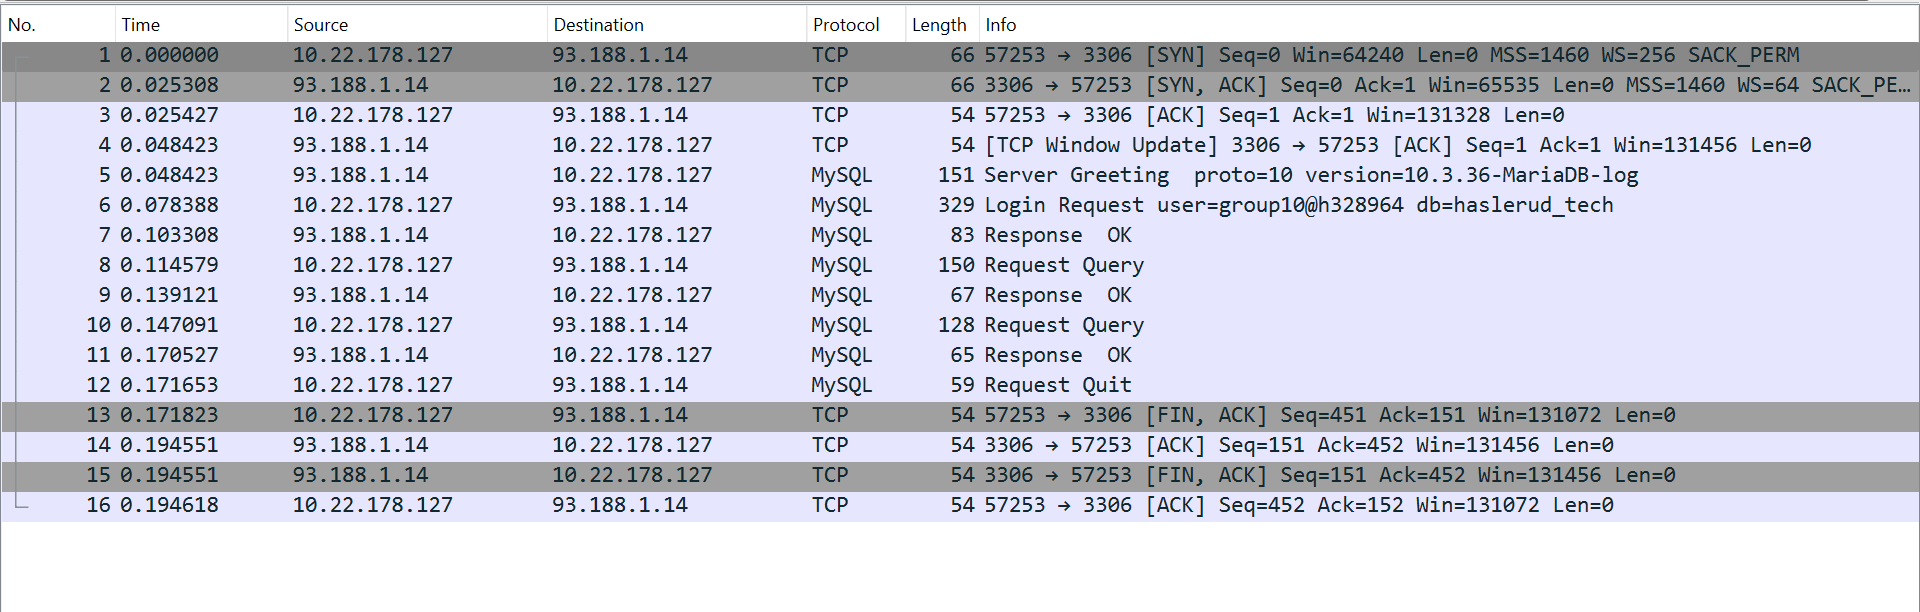 No. Time Source Destination Protocol Length Info
1 0.000000 10.22.178.127 93.188.1.14 TCP 66 57253 → 3306 [SYN] Seq=0 Win=64240 Len=0 MSS=1460 WS=256 SACK_PERM
2 0.025308 93.188.1.14 10.22.178.127 TCP 66 3306 → 57253 [SYN, ACK] Seq=0 Ack=1 Win=65535 Len=0 MSS=1460 WS=64 SACK_PE…
3 0.025427 10.22.178.127 93.188.1.14 TCP 54 57253 → 3306 [ACK] Seq=1 Ack=1 Win=131328 Len=0
4 0.048423 93.188.1.14 10.22.178.127 TCP 54 [TCP Window Update] 3306 → 57253 [ACK] Seq=1 Ack=1 Win=131456 Len=0
5 0.048423 93.188.1.14 10.22.178.127 MySQL 151 Server Greeting  proto=10 version=10.3.36-MariaDB-log
6 0.078388 10.22.178.127 93.188.1.14 MySQL 329 Login Request user=group10@h328964 db=haslerud_tech
7 0.103308 93.188.1.14 10.22.178.127 MySQL 83 Response  OK
8 0.114579 10.22.178.127 93.188.1.14 MySQL 150 Request Query
9 0.139121 93.188.1.14 10.22.178.127 MySQL 67 Response  OK
10 0.147091 10.22.178.127 93.188.1.14 MySQL 128 Request Query
11 0.170527 93.188.1.14 10.22.178.127 MySQL 65 Response  OK
12 0.171653 10.22.178.127 93.188.1.14 MySQL 59 Request Quit
13 0.171823 10.22.178.127 93.188.1.14 TCP 54 57253 → 3306 [FIN, ACK] Seq=451 Ack=151 Win=131072 Len=0
14 0.194551 93.188.1.14 10.22.178.127 TCP 54 3306 → 57253 [ACK] Seq=151 Ack=452 Win=131456 Len=0
15 0.194551 93.188.1.14 10.22.178.127 TCP 54 3306 → 57253 [FIN, ACK] Seq=151 Ack=452 Win=131456 Len=0
16 0.194618 10.22.178.127 93.188.1.14 TCP 54 57253 → 3306 [ACK] Seq=452 Ack=152 Win=131072 Len=0